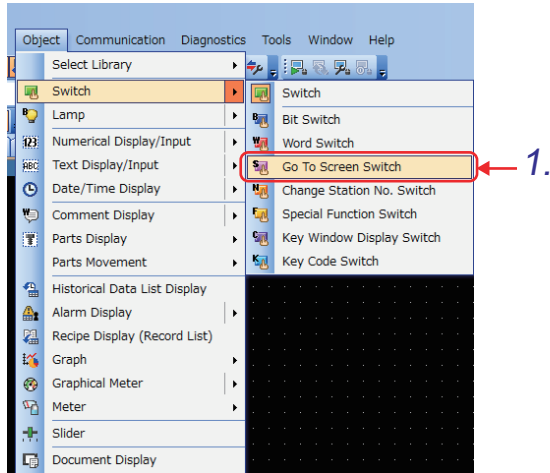 Object Communication Diagnostics Tools Window Help
Select Library
Switch
Lamp
Numerical Display/Input
Text Display/Input
Date/Time Display
Comment Display
Parts Display
Parts Movement
Historical Data List Display
Alarm Display
Recipe Display (Record List)
Graph
Graphical Meter
Meter
Slider
Document Display
Switch
Bit Switch
Word Switch
Go To Screen Switch
Change Station No. Switch
Special Function Switch
Key Window Display Switch
Key Code Switch
1.